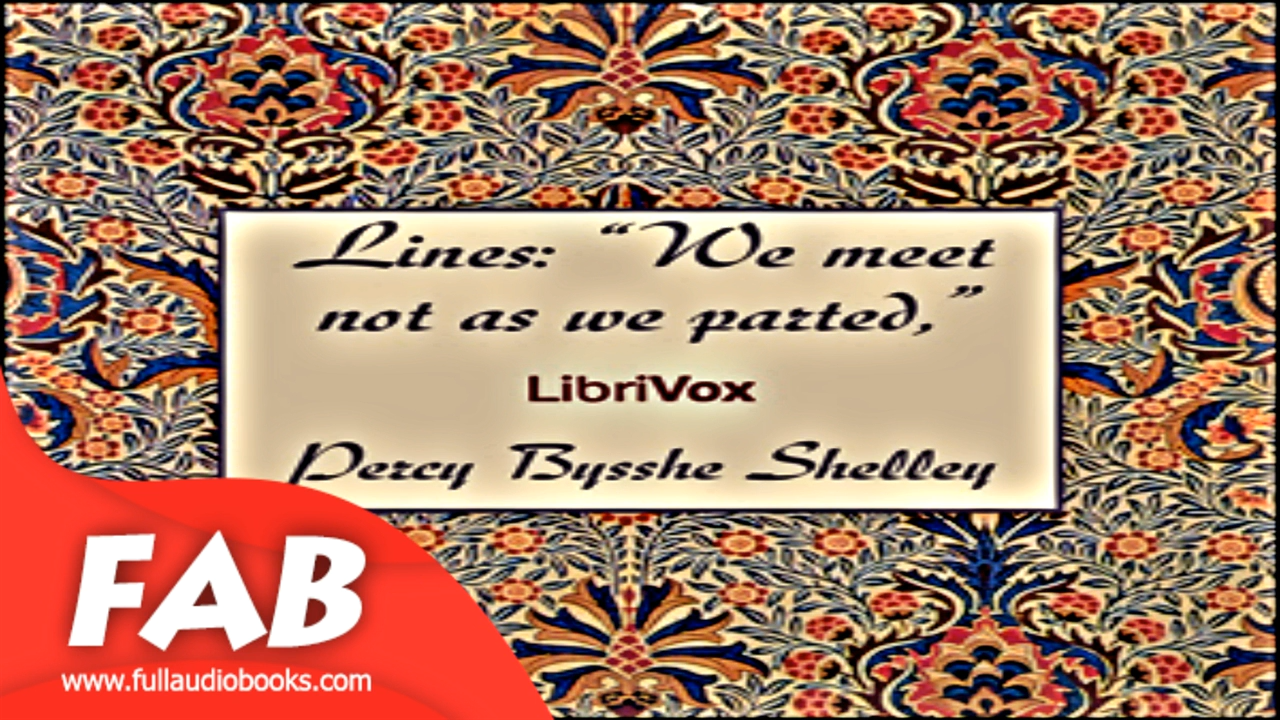 Lines: “We meet
not as we parted,”
LibriVox
Percy Bysshe Shelley
FAB
www.fullaudiobooks.com